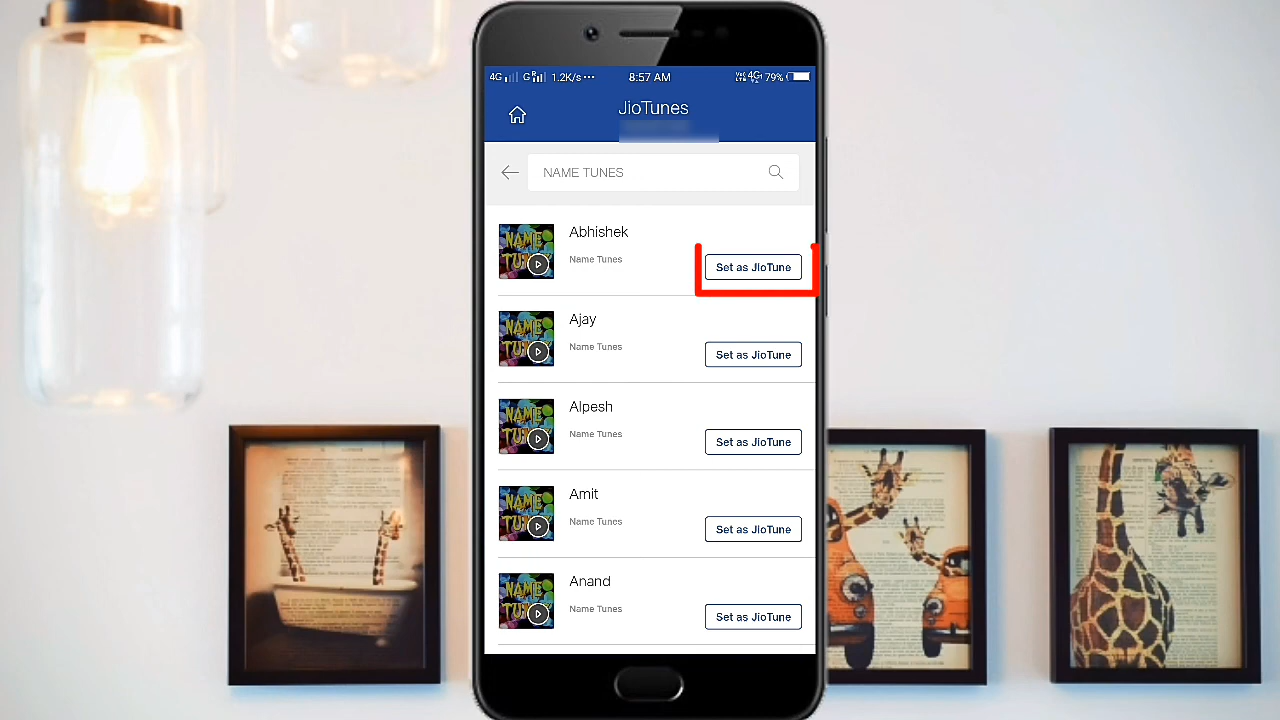 4G G 1.2K/s··· 8:57 AM 4G 79%
JioTunes
NAME TUNES
Abhishek
Name Tunes
Set as JioTune
Ajay
Name Tunes
Set as JioTune
Alpesh
Name Tunes
Set as JioTune
Amit
Name Tunes
Set as JioTune
Anand
Name Tunes
Set as JioTune